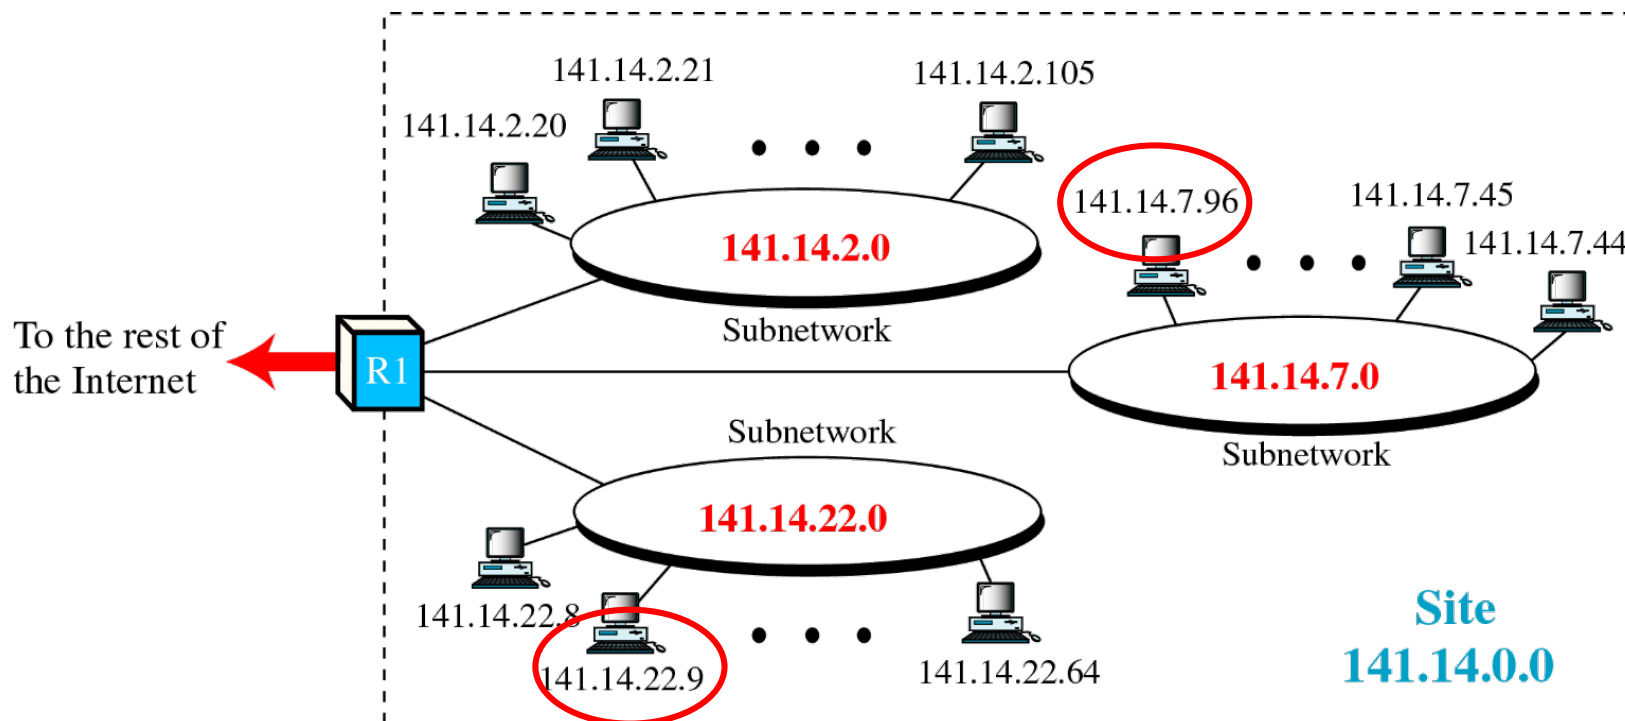 141.14.2.21
141.14.2.105
141.14.2.20
141.14.7.96
141.14.7.45
141.14.7.44
141.14.2.0
Subnetwork
To the rest of
the Internet
R1
141.14.7.0
Subnetwork
Subnetwork
141.14.22.0
141.14.22.8
141.14.22.9
141.14.22.64
Site
141.14.0.0